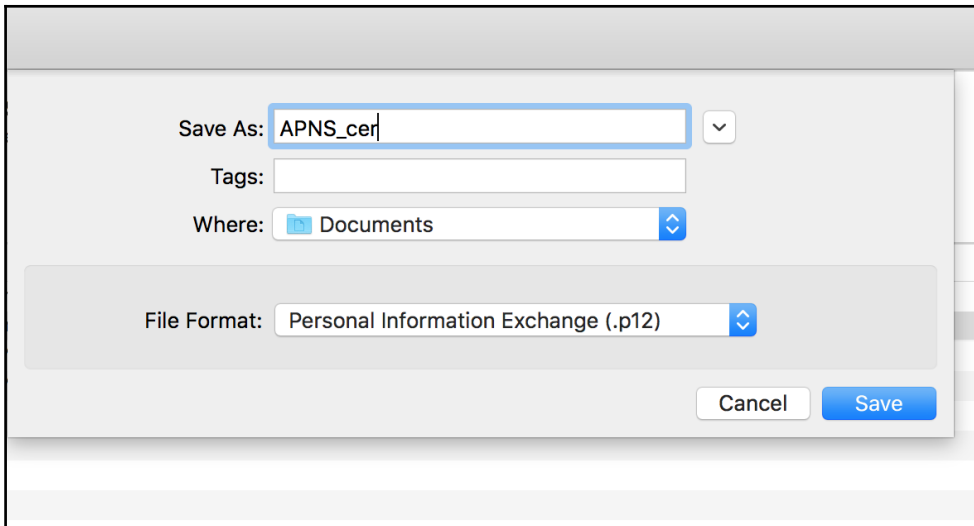 Save As: APNS_cer
Tags:
Where: Documents
File Format: Personal Information Exchange (.p12)
Cancel Save